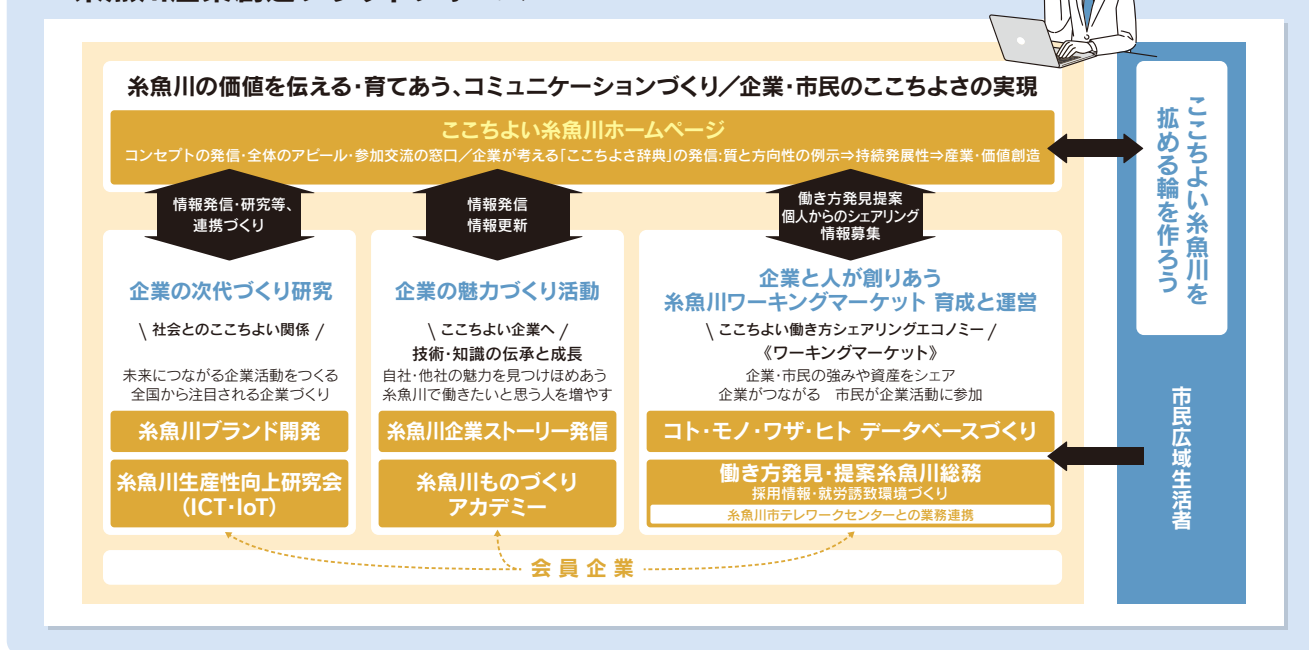 糸魚川の価値を伝える・育てあう、コミュニケーションづくり／企業・市民のここちよさの実現
ここちよい糸魚川ホームページ
コンセプトの発信・全体のアピール・参加交流の窓口／企業が考える「ここちよさ辞典」の発信:質と方向性の例示⇒持続発展性⇒産業・価値創造
情報発信・研究等、
連携づくり
情報発信
情報更新
働き方発見提案
個人からのシェアリング
情報募集
企業の次代づくり研究
\ 社会とのここちよい関係 /
未来につながる企業活動をつくる
全国から注目される企業づくり
糸魚川ブランド開発
糸魚川生産性向上研究会
(ICT・IoT)
企業の魅力づくり活動
\ ここちよい企業へ /
技術・知識の伝承と成長
自社・他社の魅力を見つけほめあう
糸魚川で働きたいと思う人を増やす
糸魚川企業ストーリー発信
糸魚川ものづくり
アカデミー
企業と人が創りあう
糸魚川ワーキングマーケット 育成と運営
\ ここちよい働き方シェアリングエコノミー /
《ワーキングマーケット》
企業・市民の強みや資産をシェア
企業がつながる　市民が企業活動に参加
コト・モノ・ワザ・ヒト データベースづくり
働き方発見・提案糸魚川総務
採用情報・就労誘致環境づくり
糸魚川市テレワークセンターとの業務連携
会員企業
ここちよい糸魚川を
拡める輪を作ろう
市民広域生活者